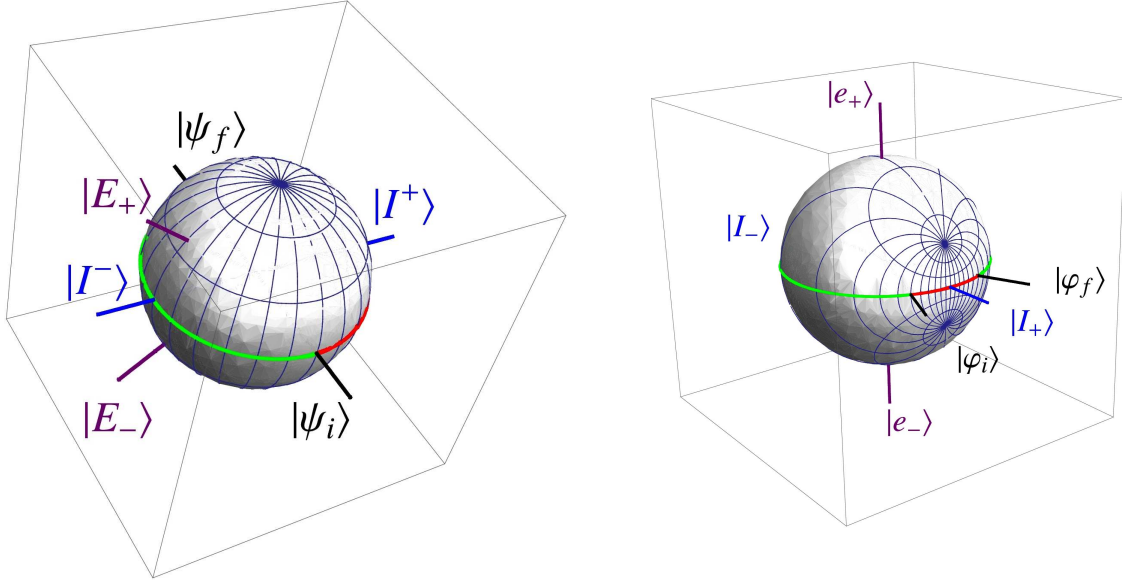 |ψ_f⟩
|E_+⟩
|I^+⟩
|I^-⟩
|E_-⟩
|ψ_i⟩
|e_+⟩
|I_-⟩
|φ_f⟩
|I_+⟩
|φ_i⟩
|e_-⟩